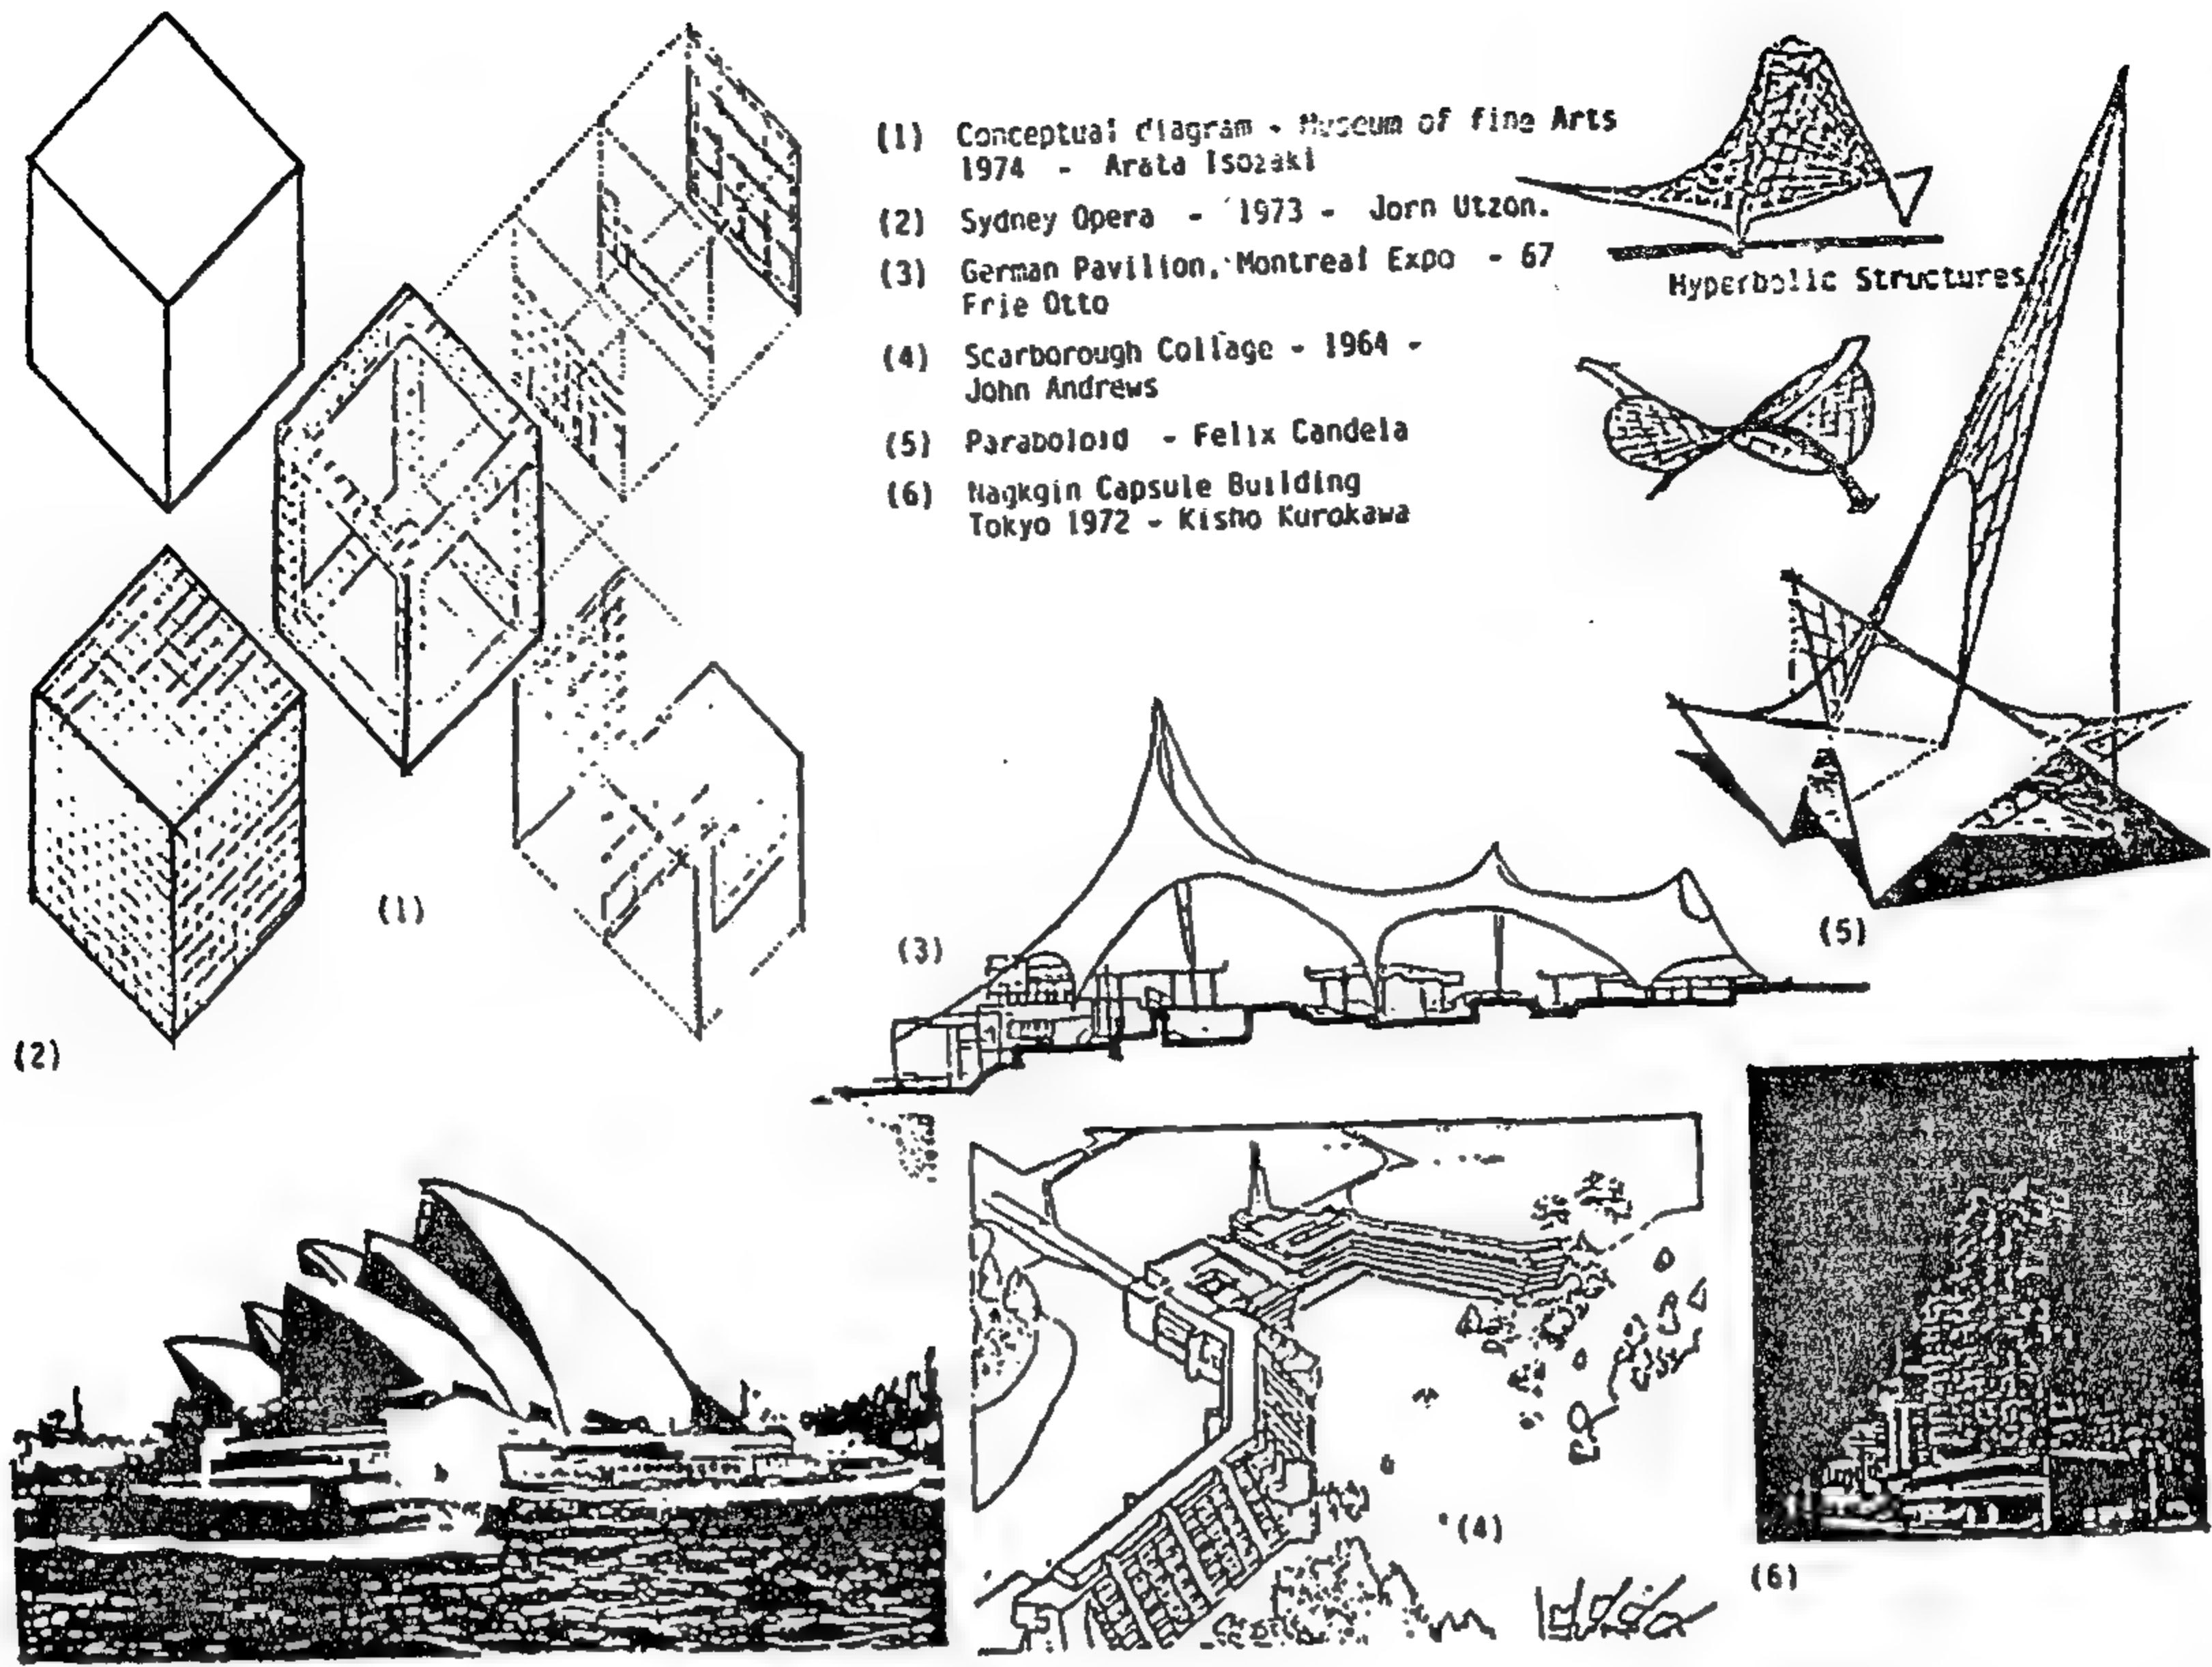 (1) Conceptual diagram - Museum of fine Arts
1974 - Arata Isozaki
(2) Sydney Opera - 1973 - Jorn Utzon.
(3) German Pavilion, Montreal Expo - 67
Frie Otto
(4) Scarborough Collage - 1964 -
John Andrews
(5) Paraboloid - Felix Candela
(6) Nagkgin Capsule Building
Tokyo 1972 - Kisho Kurokawa
Hyperbolic Structures
(1)
(3)
(5)
(2)
(4)
(6)